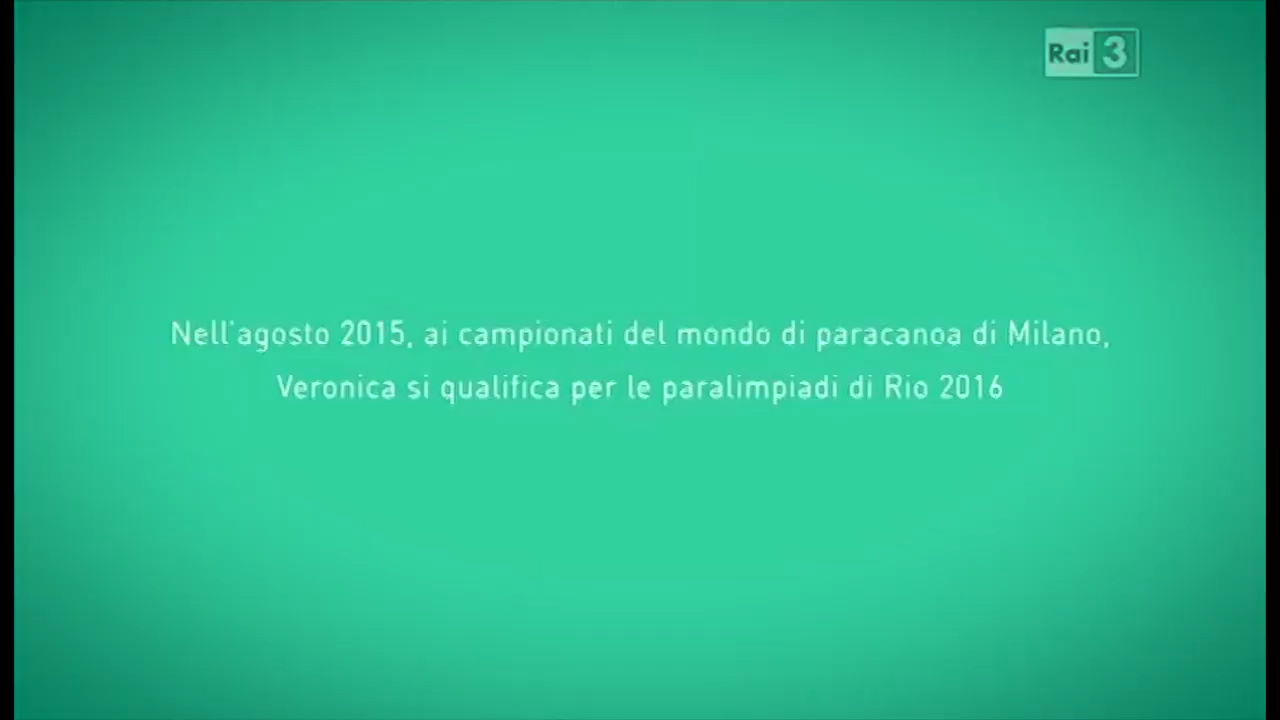 Rai 3
Nell'agosto 2015, ai campionati del mondo di paracanoa di Milano,
Veronica si qualifica per le paralimpiadi di Rio 2016